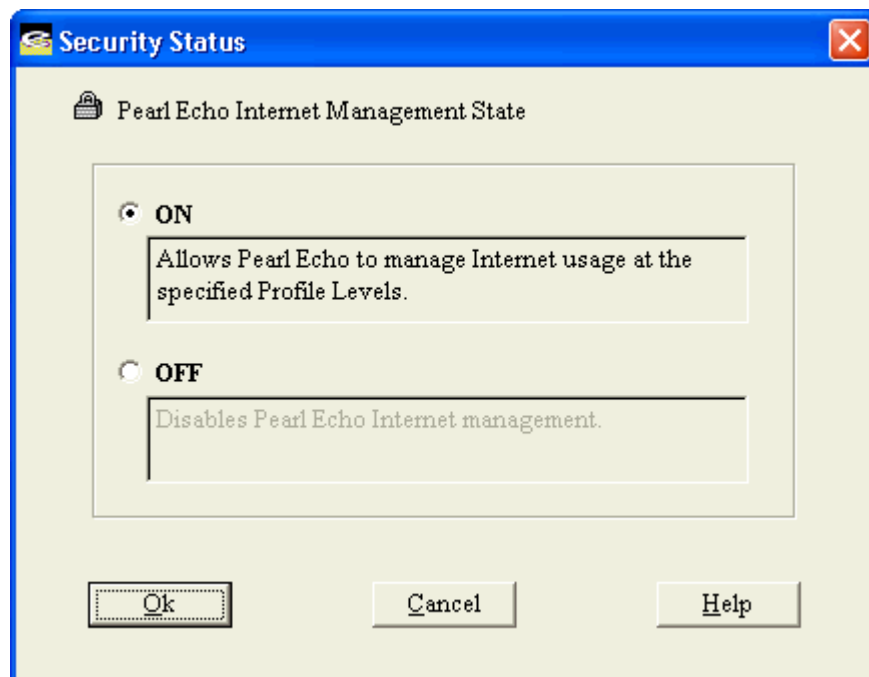 Security Status
Pearl Echo Internet Management State
ON
Allows Pearl Echo to manage Internet usage at the
specified Profile Levels.
OFF
Disables Pearl Echo Internet management.
Ok
Cancel
Help